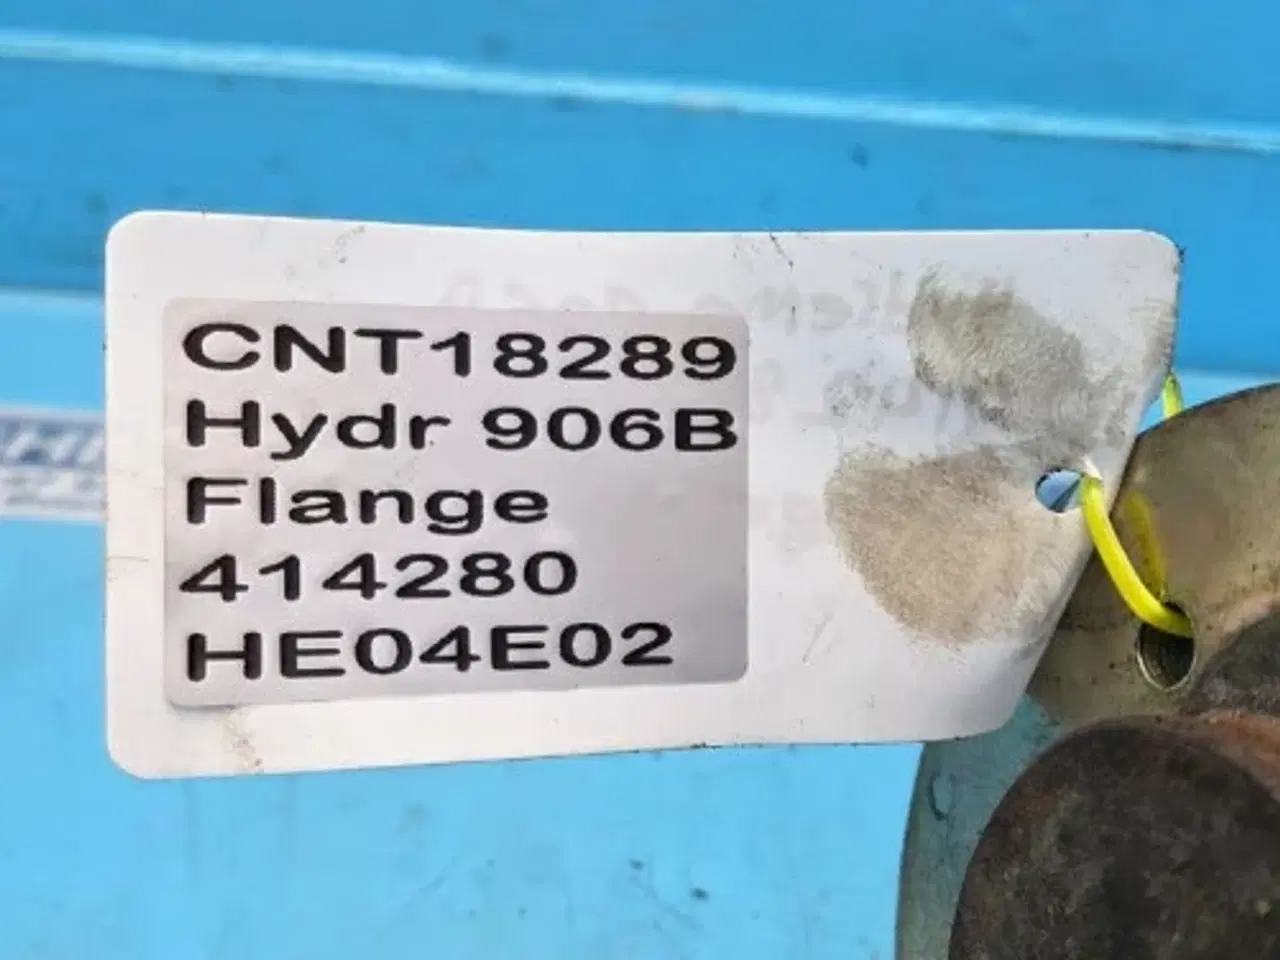 CNT18289
Hydr 906B
Flange
414280
HE04E02